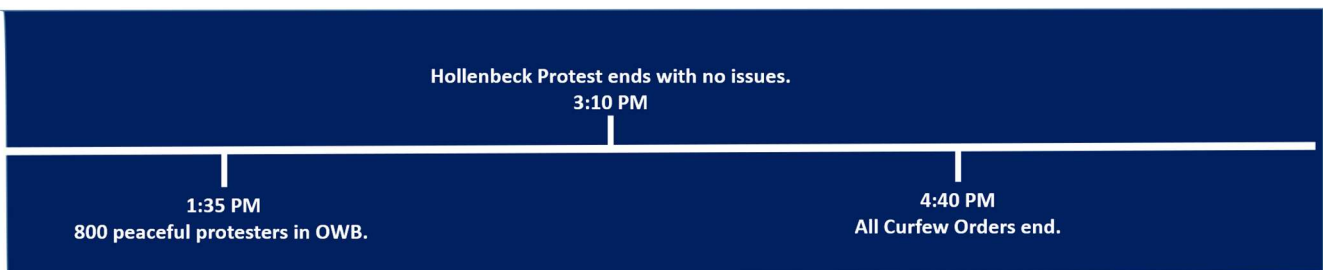 Hollenbeck Protest ends with no issues.
3:10 PM
1:35 PM
800 peaceful protesters in OWB.
4:40 PM
All Curfew Orders end.